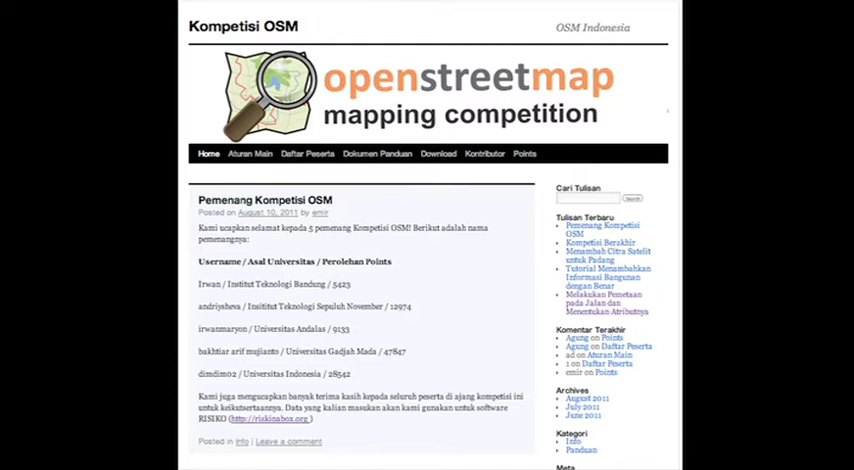 Kompetisi OSM
OSM Indonesia
openstreetmap
mapping competition
Home Aturan Main Daftar Peserta Dokumen Panduan Download Kontributor Points
Pemenang Kompetisi OSM
Posted on August 10, 2011 by emir
Kami ucapkan selamat kepada 5 pemenang Kompetisi OSM! Berikut adalah nama
pemenangnya:
Username / Asal Universitas / Perolehan Points
Irwan / Institut Teknologi Bandung / 5423
andriysheva / Insititut Teknologi Sepuluh November / 12974
irwanmaryon / Universitas Andalas / 9133
bakhtiar arif mujianto / Universitas Gadjah Mada / 47847
dimdim02 / Universitas Indonesia / 28542
Kami juga mengucapkan banyak terima kasih kepada seluruh peserta di ajang kompetisi ini
untuk keikutsertaannya. Data yang kalian masukan akan kami gunakan untuk software
RISIKO (http://riskinabox.org )
Posted in Info | Leave a comment
Cari Tulisan
Search
Tulisan Terbaru
Pemenang Kompetisi
OSM
Kompetisi Berakhir
Menambah Citra Satelit
untuk Padang
Tutorial Menambahkan
Informasi Bangunan
dengan Benar
Melakukan Pemetaan
pada Jalan dan
Menentukan Atributnya
Komentar Terakhir
Agung on Points
Agung on Daftar Peserta
ad on Aturan Main
1 on Daftar Peserta
emir on Points
Archives
August 2011
July 2011
June 2011
Kategori
Info
Panduan
Meta